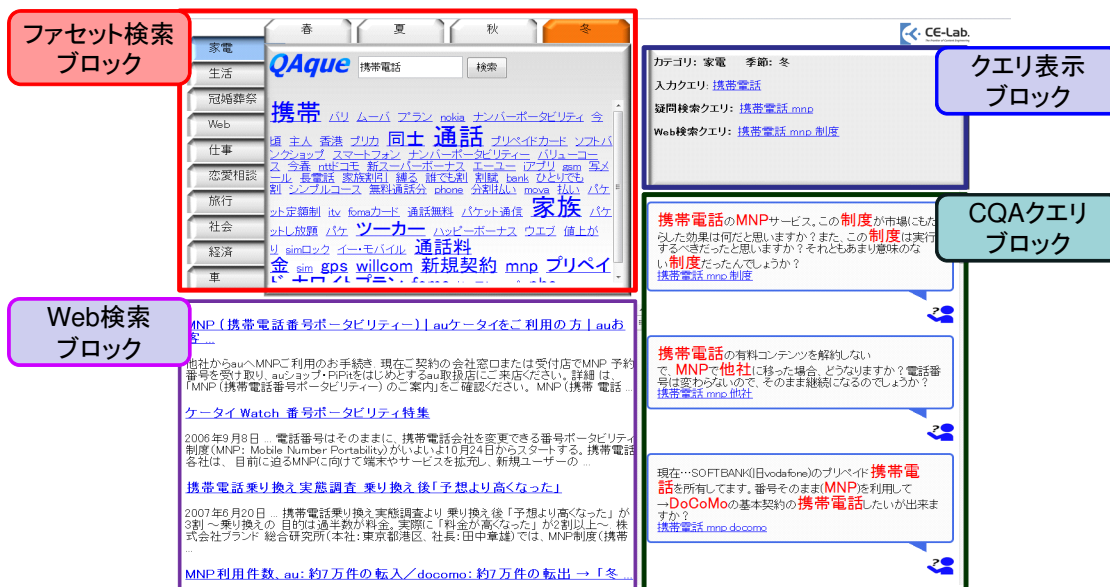 ファセット検索
ブロック
春
夏
秋
冬
家電
生活
冠婚葬祭
Web
仕事
恋愛相談
旅行
社会
経済
車
QAque 携帯電話 検索
携帯 バリ ムーバ プラン nokia ナンバーポータビリティ 今
頃 主人 香港 プリカ 同士 通話 プリペイドカード ソフトバ
ンクショップ スマートフォン ナンバーポータビリティー バリューコー
ス 今春 nttドコモ 新スーパーボーナス エーユー iアプリ asm 写メ
ール 長電話 家族割引 縛る 誰でも割 割賦 bank ひとりでも
割 シンプルコース 無料通話分 phone 分割払い mova 払い パケ
ット定額制 itv fomaカード 通話無料 パケット通信 家族 パケ
ットし放題 パケ ツーカー ハッピーボーナス ウエブ 値上が
り simロック イー・モバイル 通話料
金 sim gps willcom 新規契約 mnp プリペイ
CE-Lab.
カテゴリ: 家電 季節: 冬
入力クエリ: 携帯電話
疑問検索クエリ: 携帯電話 mnp
Web検索クエリ: 携帯電話 mnp 制度
クエリ表示
ブロック
CQAクエリ
ブロック
携帯電話のMNPサービス。この制度が市場にもた
らした効果は何だと思いますか?また、この制度は実行
するべきだったと思いますか?それともあまり意味のな
い制度だったんでしょうか?
携帯電話 mnp 制度
携帯電話の有料コンテンツを解約しない
で、MNPで他社に移った場合、どうなりますか?電話番
号は変わらないので、そのまま継続になるのでしょうか?
携帯電話 mnp 他社
現在…SOFTBANK(旧vodafone)のプリペイド携帯電
話を所有してます。番号そのまま(MNP)を利用して
→DoCoMoの基本契約の携帯電話したいが出来ま
すか?
携帯電話 mnp docomo
Web検索
ブロック
MNP(携帯電話番号ポータビリティー) | auケータイをご利用の方 | auお
客 ...
他社からauへMNPご利用のお手続き. 現在ご契約の会社窓口または受付店でMNP 予約
番号を受け取り、auショップ・PiPitをはじめとするau取扱店にご来店ください。詳細 は、
「MNP(携帯電話番号ポータビリティー) のご案内」をご確認ください。 MNP(携帯 電話 ...
ケータイ Watch 番号ポータビリティ特集
2006年9月8日 ... 電話番号はそのままに、携帯電話会社を変更できる番号ポータビリティ
制度(MNP: Mobile Number Portability)がいよいよ10月24日からスタートする。携帯電話
各社は、 目前に迫るMNPに向けて端末やサービスを拡充し、新規ユーザーの ...
携帯電話乗り換え実態調査 乗り換え後「予想より高くなった」
2007年6月20日 ... 携帯電話乗り換え実態調査より 乗り換え後「予想より高くなった」が
3割 ～乗り換えの 目的は過半数が料金。実際に「料金が高くなった」が2割以上～. 株
式会社ブランド 総合研究所(本社:東京都港区、社長:田中章雄)では、MNP制度(携帯
...
MNP利用件数、au: 約7万件の転入／docomo: 約7万件の転出 → 「冬 ...